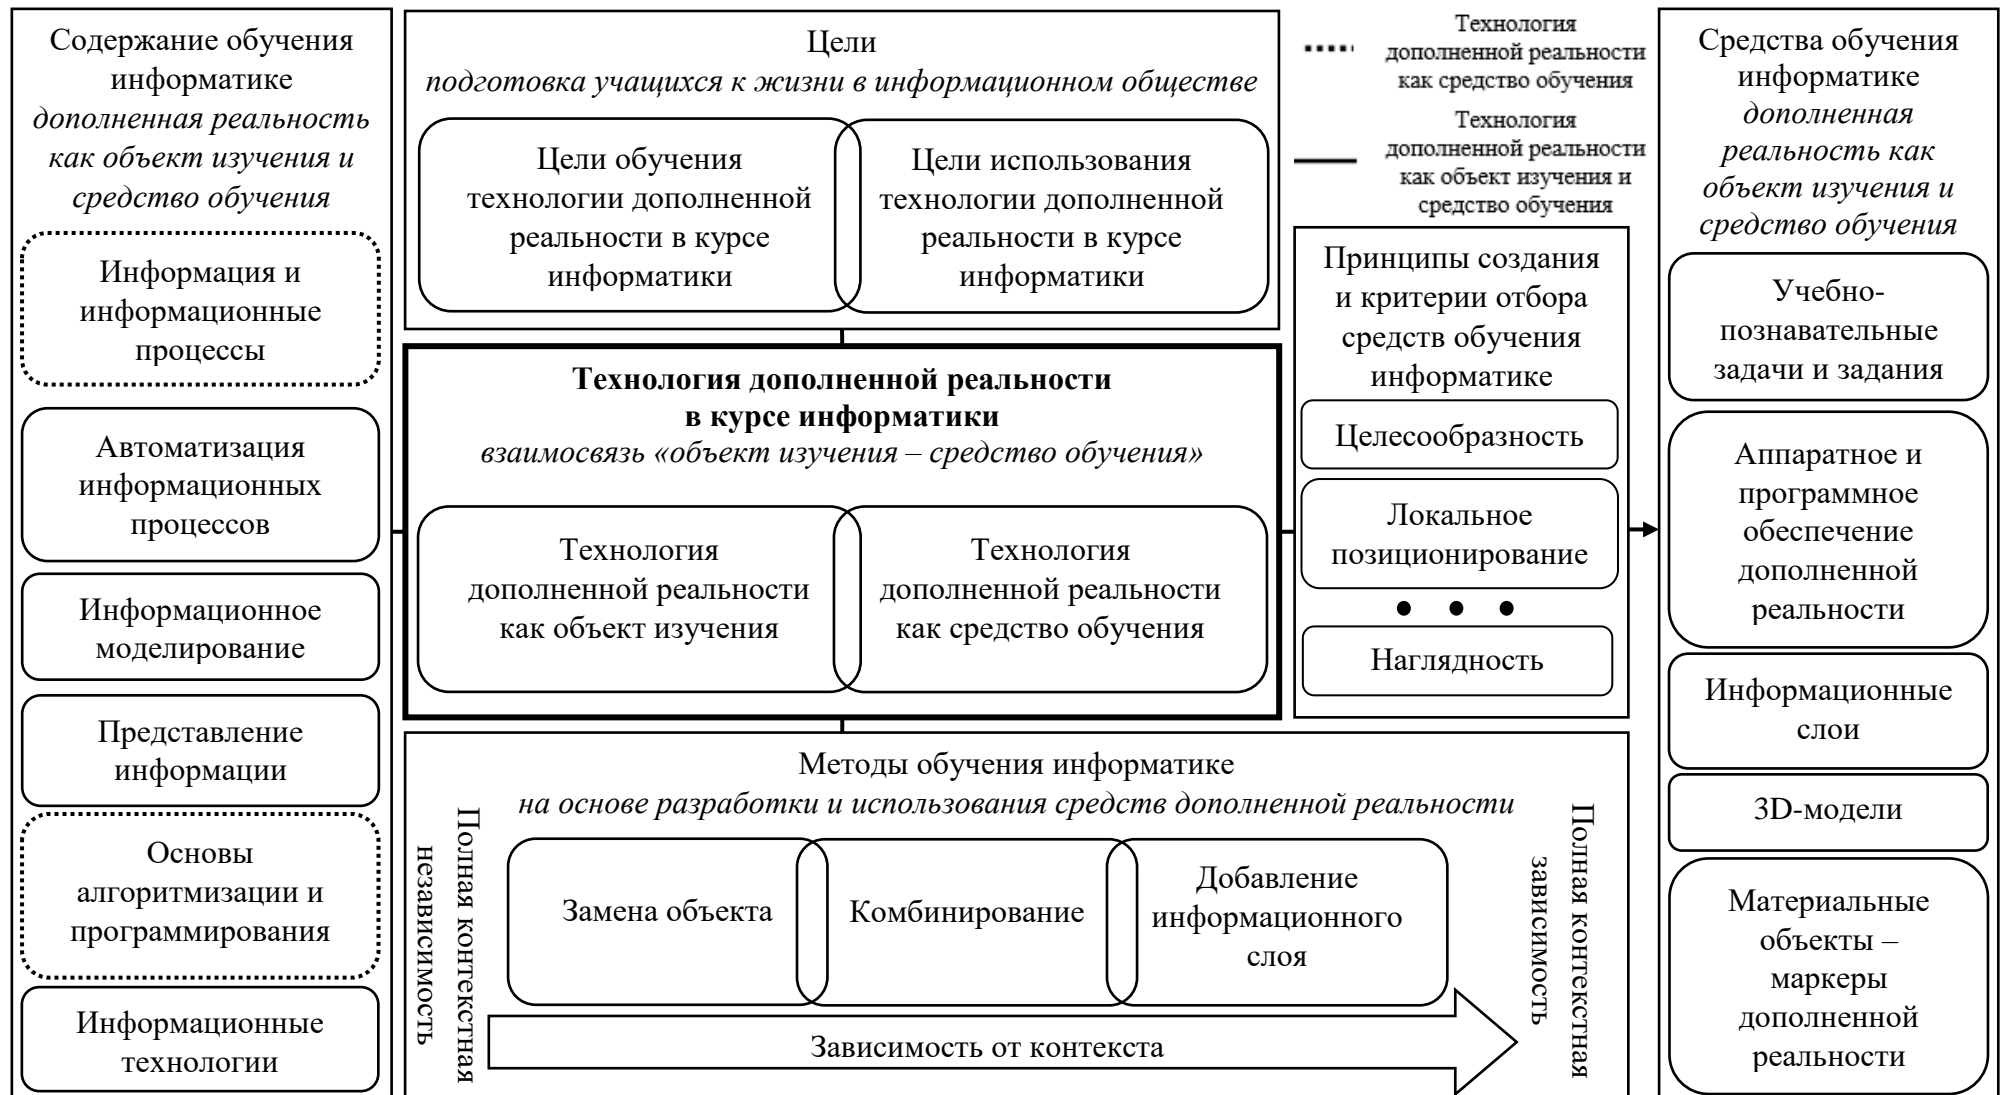 Содержание обучения
информатике
дополненная реальность
как объект изучения и
средство обучения
Информация и
информационные
процессы
Автоматизация
информационных
процессов
Информационное
моделирование
Представление
информации
Основы
алгоритмизации и
программирования
Информационные
технологии
Цели
подготовка учащихся к жизни в информационном обществе
Цели обучения
технологии дополненной
реальности в курсе
информатики
Цели использования
технологии дополненной
реальности в курсе
информатики
Технология дополненной реальности
в курсе информатики
взаимосвязь «объект изучения – средство обучения»
Технология
дополненной реальности
как объект изучения
Технология
дополненной реальности
как средство обучения
Методы обучения информатике
на основе разработки и использования средств дополненной реальности
Полная контекстная
независимость
Замена объекта
Комбинирование
Добавление
информационного
слоя
Полная контекстная
зависимость
Зависимость от контекста
Технология
дополненной реальности
как средство обучения
Технология
дополненной реальности
как объект изучения и
средство обучения
Принципы создания
и критерии отбора
средств обучения
информатике
Целесообразность
Локальное
позиционирование
• • •
Наглядность
Средства обучения
информатике
дополненная
реальность как
объект изучения и
средство обучения
Учебно-
познавательные
задачи и задания
Аппаратное и
программное
обеспечение
дополненной
реальности
Информационные
слои
3D-модели
Материальные
объекты –
маркеры
дополненной
реальности